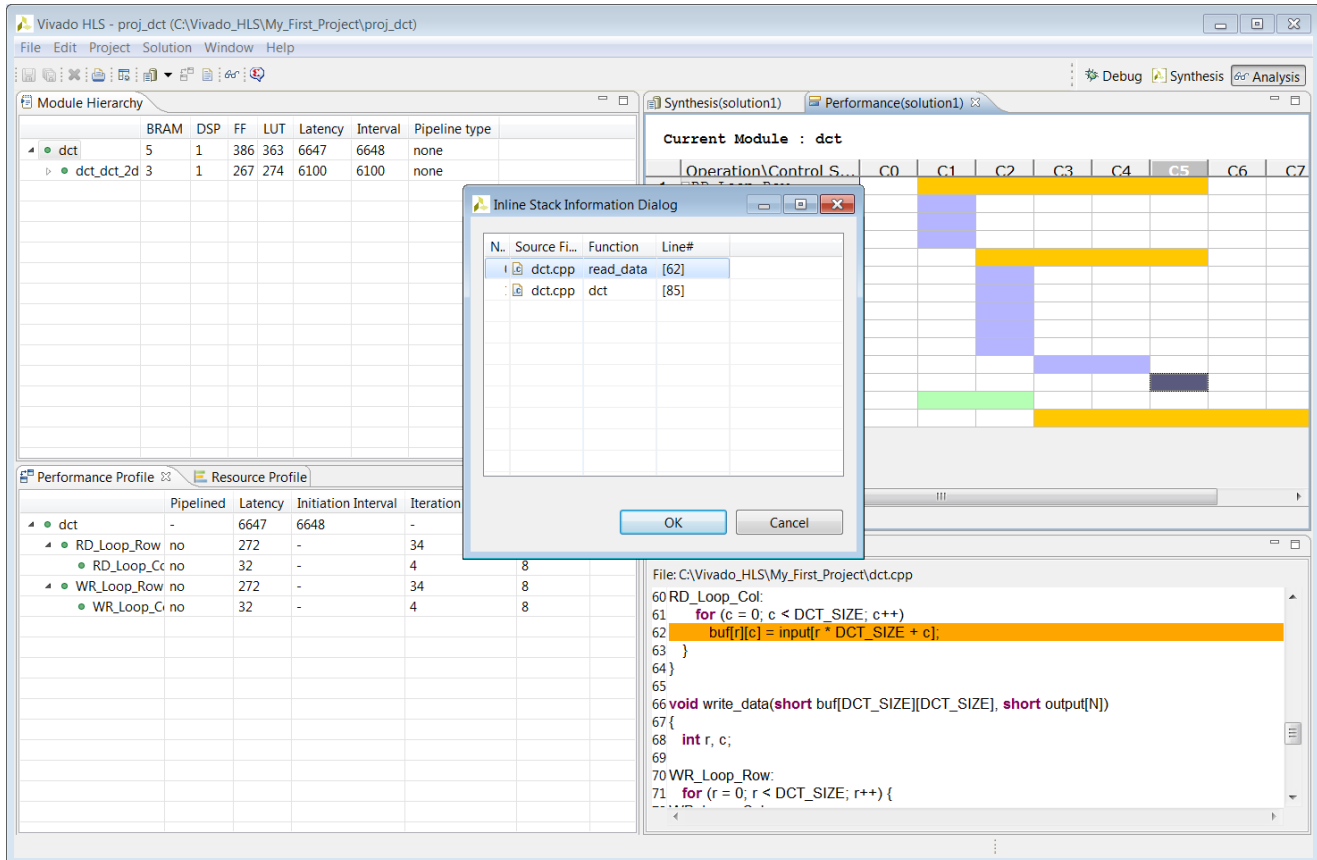 Vivado HLS - proj_dct (C:\Vivado_HLS\My_First_Project\proj_dct)
File Edit Project Solution Window Help
Debug Synthesis Analysis
Module Hierarchy
BRAM DSP FF LUT Latency Interval Pipeline type
dct 5 1 386 363 6647 6648 none
dct_dct_2d 3 1 267 274 6100 6100 none
Synthesis(solution1) Performance(solution1)
Current Module : dct
Operation\Control S... C0 C1 C2 C3 C4 C5 C6 C7
Inline Stack Information Dialog
N.. Source Fi... Function Line#
dct.cpp read_data [62]
dct.cpp dct [85]
OK Cancel
Performance Profile Resource Profile
Pipelined Latency Initiation Interval Iteration
dct - 6647 6648 -
RD_Loop_Row no 272 - 34
RD_Loop_Cc no 32 - 4 8
WR_Loop_Row no 272 - 34 8
WR_Loop_C no 32 - 4 8
File: C:\Vivado_HLS\My_First_Project\dct.cpp
60 RD_Loop_Col:
61 for (c = 0; c < DCT_SIZE; c++)
62 buf[r][c] = input[r * DCT_SIZE + c];
63 }
64 }
65
66 void write_data(short buf[DCT_SIZE][DCT_SIZE], short output[N])
67 {
68 int r, c;
69
70 WR_Loop_Row:
71 for (r = 0; r < DCT_SIZE; r++) {